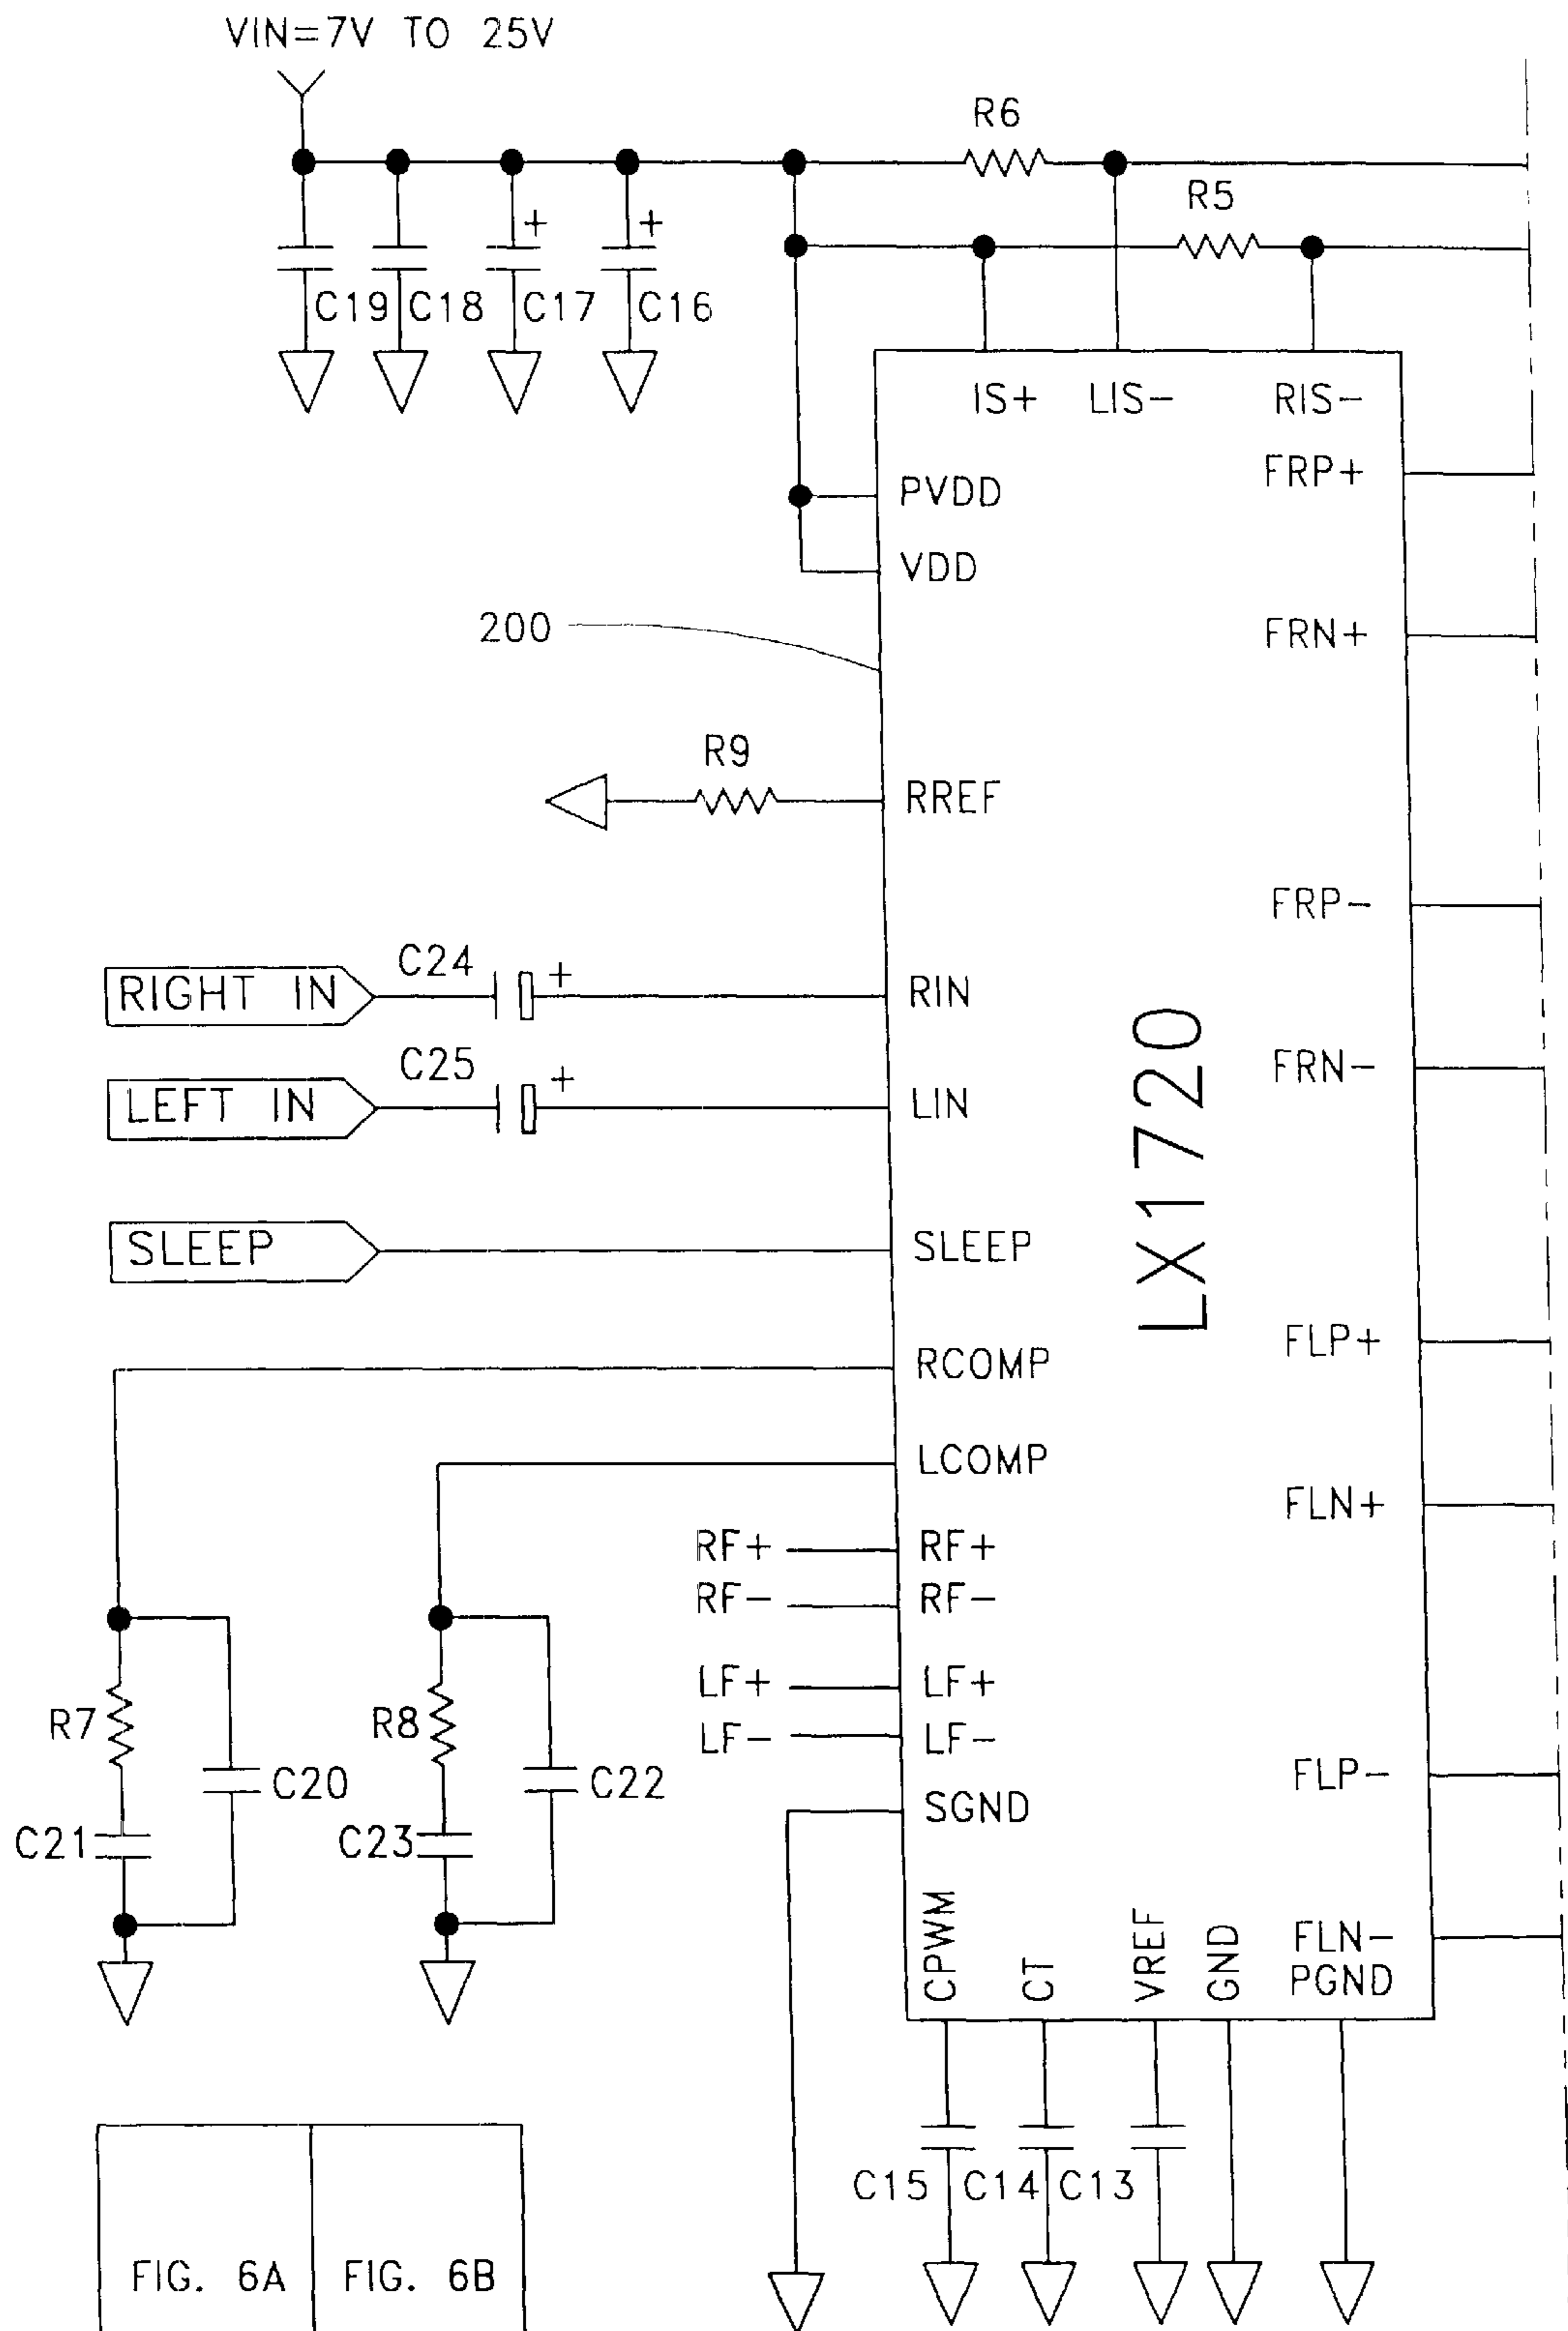 VIN=7V TO 25V
R6
R5
+
+
C19
C18
C17
C16
IS+
LIS-
RIS-
FRP+
PVDD
VDD
200
FRN+
R9
RREF
FRP-
C24
+
RIGHT IN
RIN
LX1720
C25
+
FRN-
LEFT IN
LIN
SLEEP
SLEEP
FLP+
RCOMP
LCOMP
FLN+
RF+
RF+
RF-
RF-
LF+
LF+
R7
R8
LF-
LF-
C20
C22
FLP-
SGND
C21
C23
CPWM
CT
VREF
GND
FLN-
PGND
C15
C14
C13
FIG. 6A
FIG. 6B